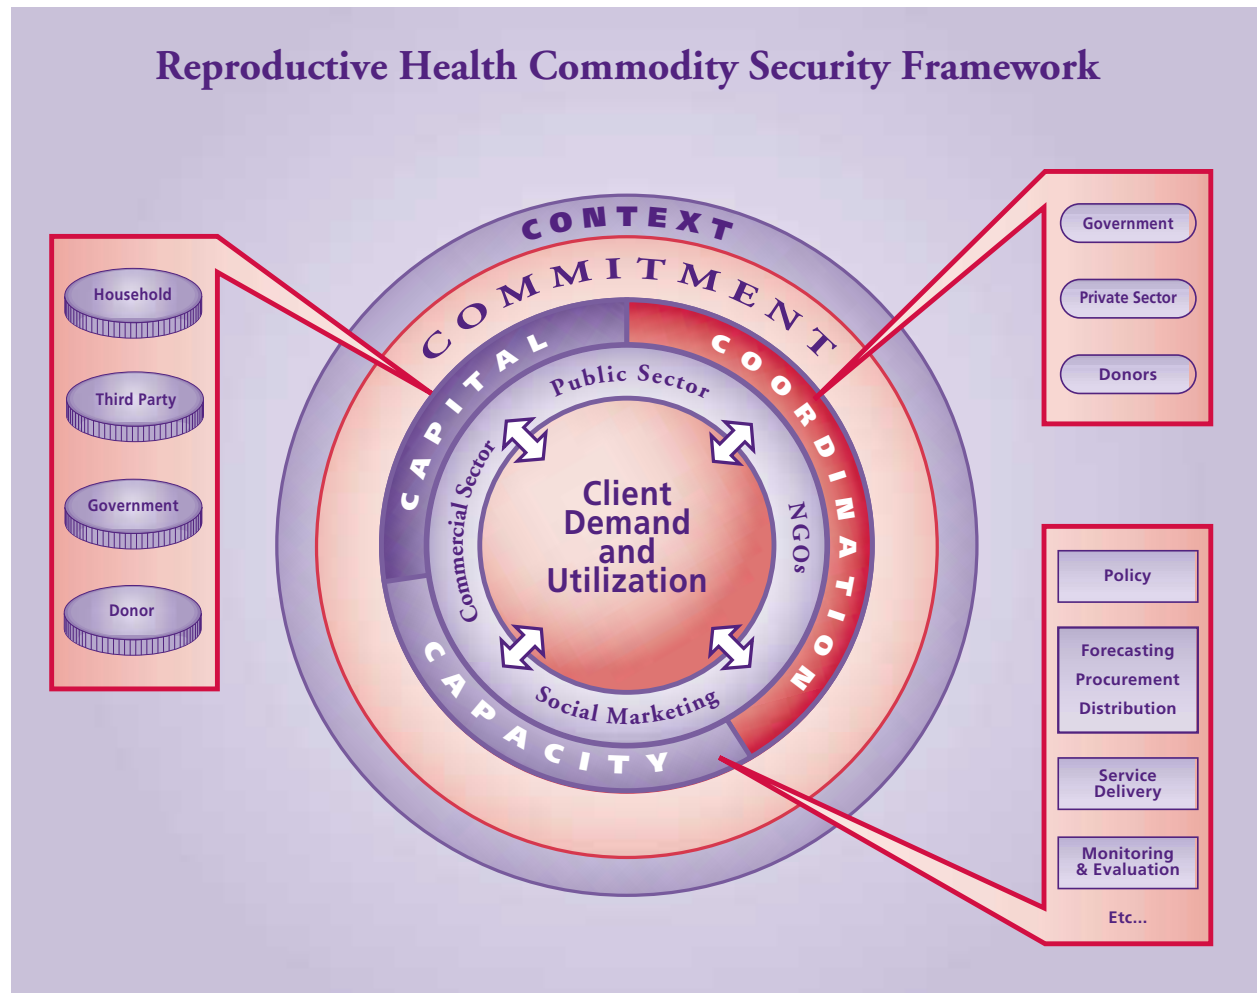 Reproductive Health Commodity Security Framework
CONTEXT
COMMITMENT
CAPITAL
COORDINATION
CAPACITY
Public Sector
NGOs
Social Marketing
Commercial Sector
Client
Demand
and
Utilization
Household
Third Party
Government
Donor
Government
Private Sector
Donors
Policy
Forecasting
Procurement
Distribution
Service
Delivery
Monitoring
& Evaluation
Etc...